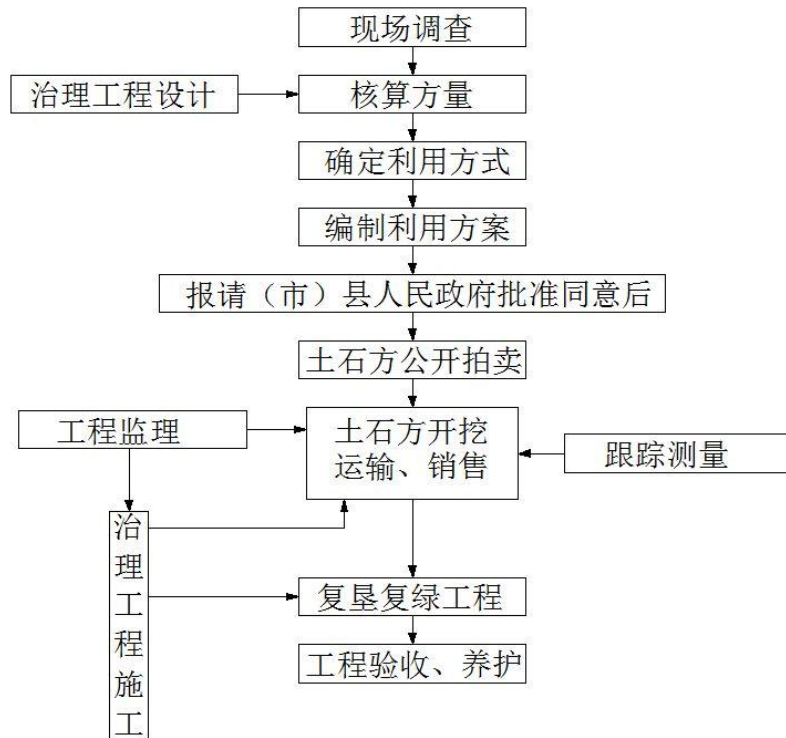 现场调查
治理工程设计
核算方量
确定利用方式
编制利用方案
报请（市）县人民政府批准同意后
土石方公开拍卖
工程监理
土石方开挖
运输、销售
跟踪测量
治理工程施工
复垦复绿工程
工程验收、养护